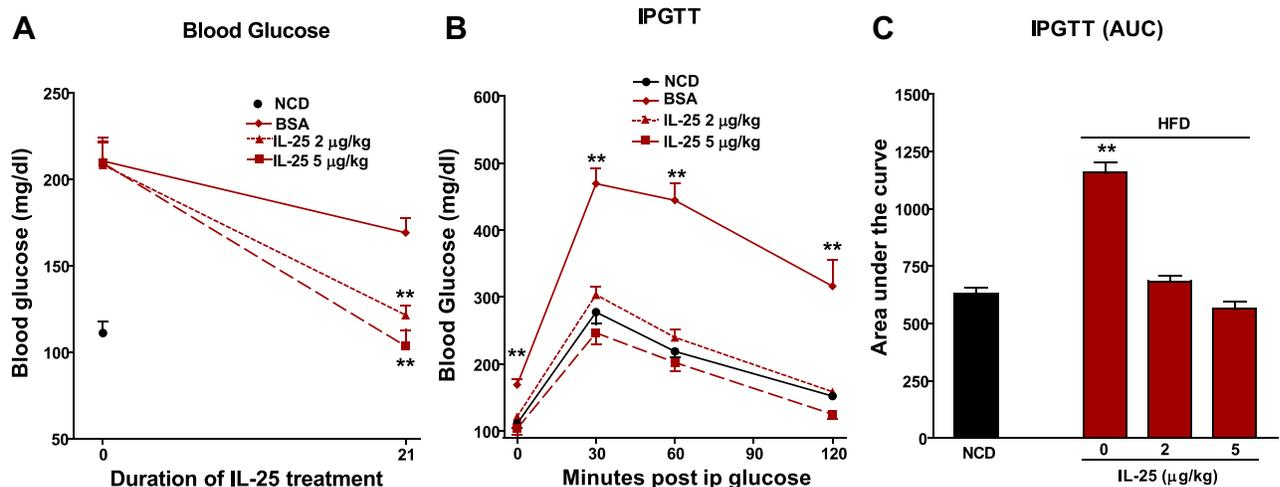 A
Blood Glucose
NCD
BSA
IL-25 2 μg/kg
IL-25 5 μg/kg
Blood glucose (mg/dl)
250
200
150
100
50
**
**
0
21
Duration of IL-25 treatment
B
IPGTT
NCD
BSA
IL-25 2 μg/kg
IL-25 5 μg/kg
Blood Glucose (mg/dl)
600
500
400
300
200
100
**
**
**
**
0
30
60
90
120
Minutes post ip glucose
C
IPGTT (AUC)
Area under the curve
1500
1250
1000
750
500
250
0
HFD
**
NCD
0
2
5
IL-25 (μg/kg)